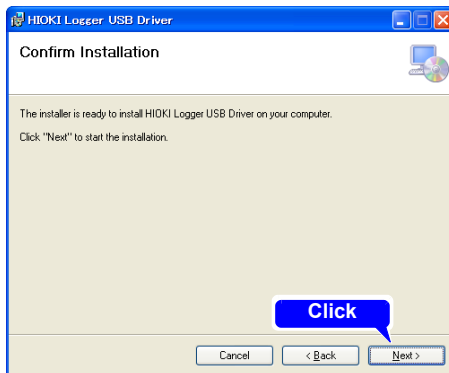 HIOKI Logger USB Driver
Confirm Installation
The installer is ready to install HIOKI Logger USB Driver on your computer.
Click "Next" to start the installation.
Click
Cancel
< Back
Next >